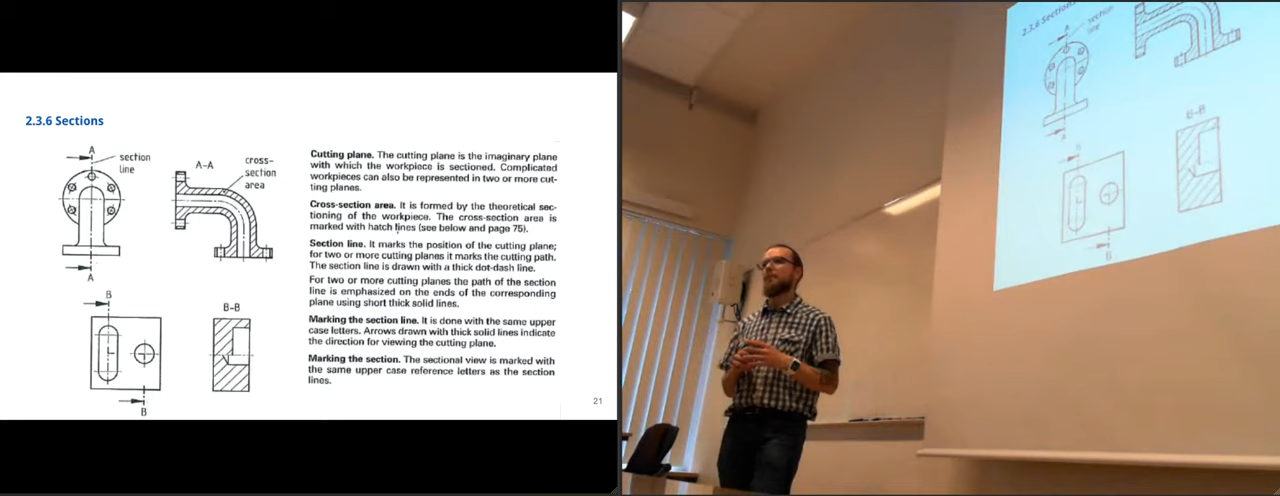 2.3.6 Sections
A
section
line
A-A
cross-
section
area
A
B
B-B
B
Cutting plane. The cutting plane is the imaginary plane
with which the workpiece is sectioned. Complicated
workpieces can also be represented in two or more cut-
ting planes.
Cross-section area. It is formed by the theoretical sec-
tioning of the workpiece. The cross-section area is
marked with hatch lines (see below and page 75).
Section line. It marks the position of the cutting plane;
for two or more cutting planes it marks the cutting path.
The section line is drawn with a thick dot-dash line.
For two or more cutting planes the path of the section
line is emphasized on the ends of the corresponding
plane using short thick solid lines.
Marking the section line. It is done with the same upper
case letters. Arrows drawn with thick solid lines indicate
the direction for viewing the cutting plane.
Marking the section. The sectional view is marked with
the same upper case reference letters as the section
lines.
21
2.3.6 Sections
A
section
line
A
B
B-B
B